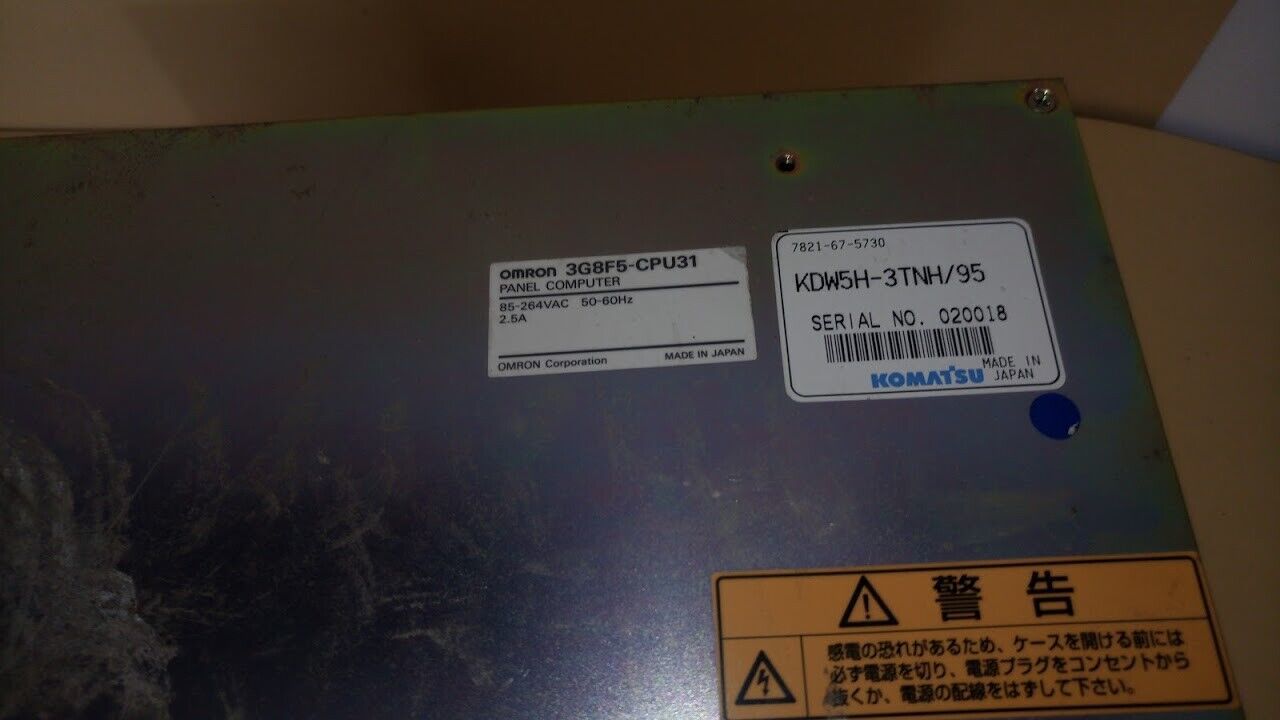 OMRON 3G8F5-CPU31
PANEL COMPUTER
85-264VAC 50-60Hz
2.5A
OMRON Corporation MADE IN JAPAN
7821-67-5730
KDW5H-3TNH/95
SERIAL NO. 020018
KOMATSU MADE IN JAPAN
警告
感電の恐れがあるため、ケースを開ける前には
必ず電源を切り、電源プラグをコンセントから
抜くか、電源の配線をはずして下さい。